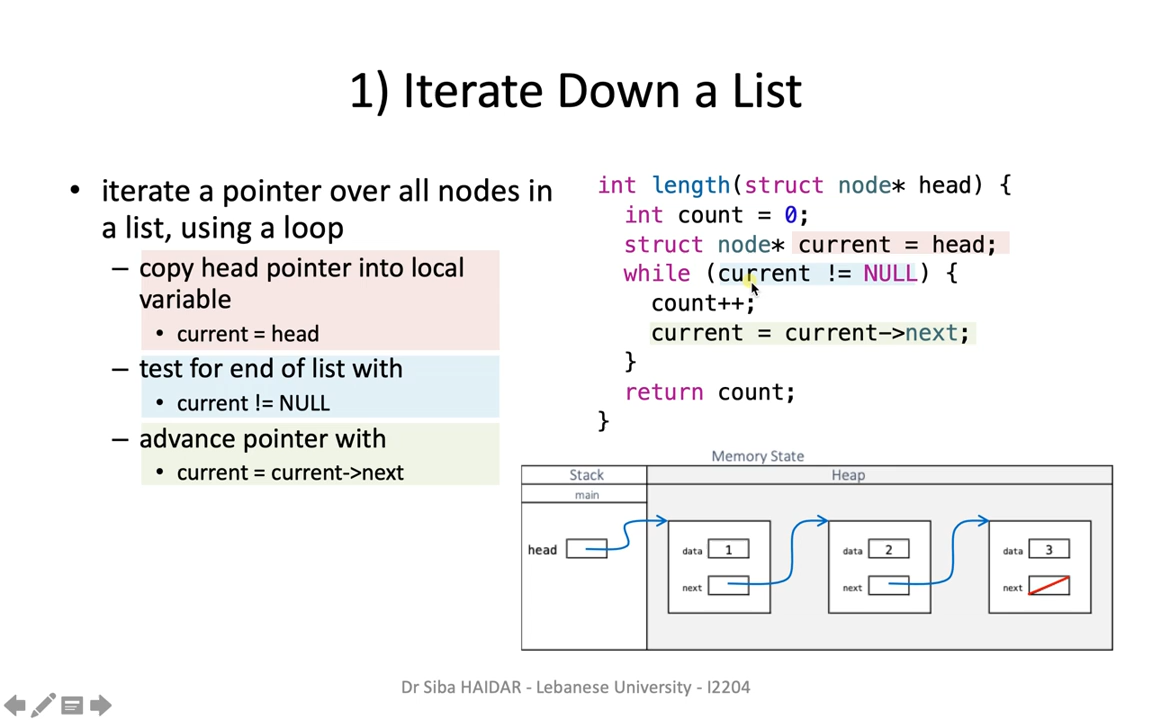 1) Iterate Down a List
• iterate a pointer over all nodes in
a list, using a loop
– copy head pointer into local
variable
• current = head
– test for end of list with
• current != NULL
– advance pointer with
• current = current->next
int length(struct node* head) {
int count = 0;
struct node* current = head;
while (current != NULL) {
count++;
current = current->next;
}
return count;
}
Memory State
Stack
Heap
main
head
data 1
next
data 2
next
data 3
next
Dr Siba HAIDAR - Lebanese University - I2204